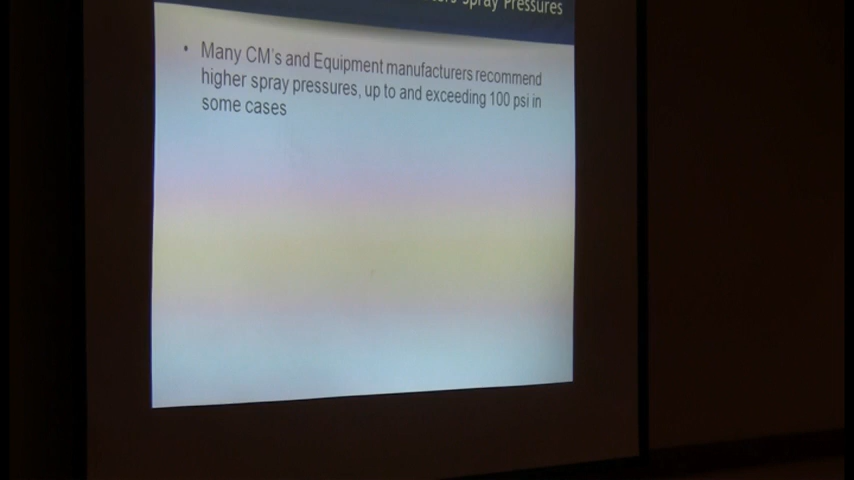 Spray Pressures
• Many CM's and Equipment manufacturers recommend
higher spray pressures, up to and exceeding 100 psi in
some cases